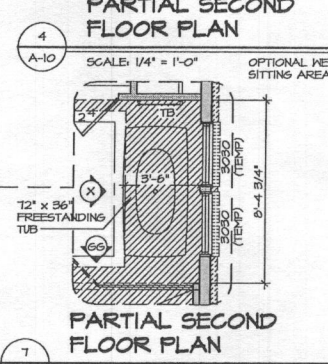 PARTIAL SECOND
FLOOR PLAN
4
A-10
SCALE: 1/4" = 1'-0"
OPTIONAL WE
SITTING AREA
2⁴
TB
3'-6"
X
72" x 36"
FREESTANDING
TUB
GG
3030
(TEMP)
3030
(TEMP)
8'-4 3/4"
PARTIAL SECOND
FLOOR PLAN
7